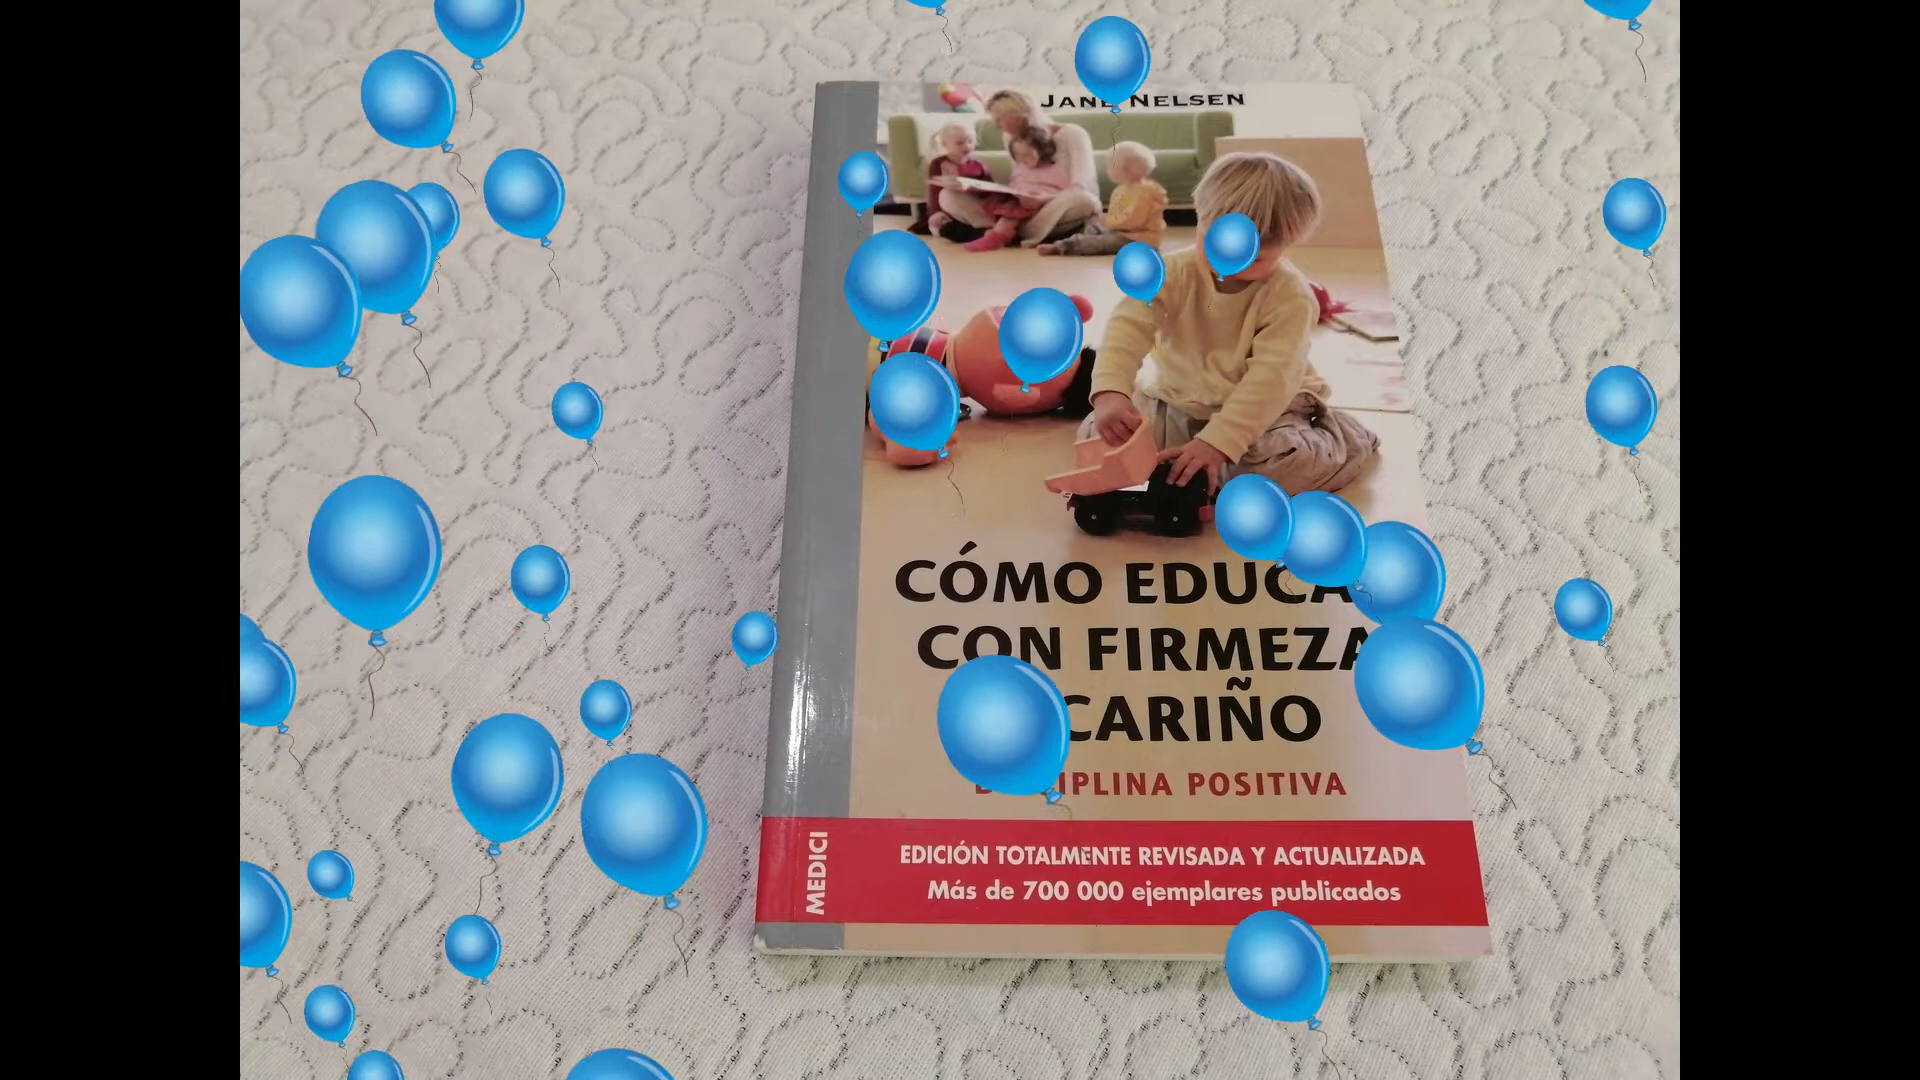 JANE NELSEN
CÓMO EDUCA
CON FIRMEZA
CARIÑO
POSITIVA
EDICIÓN TOTALMENTE REVISADA Y ACTUALIZADA
Más de 700 000 ejemplares publicados
MEDICI